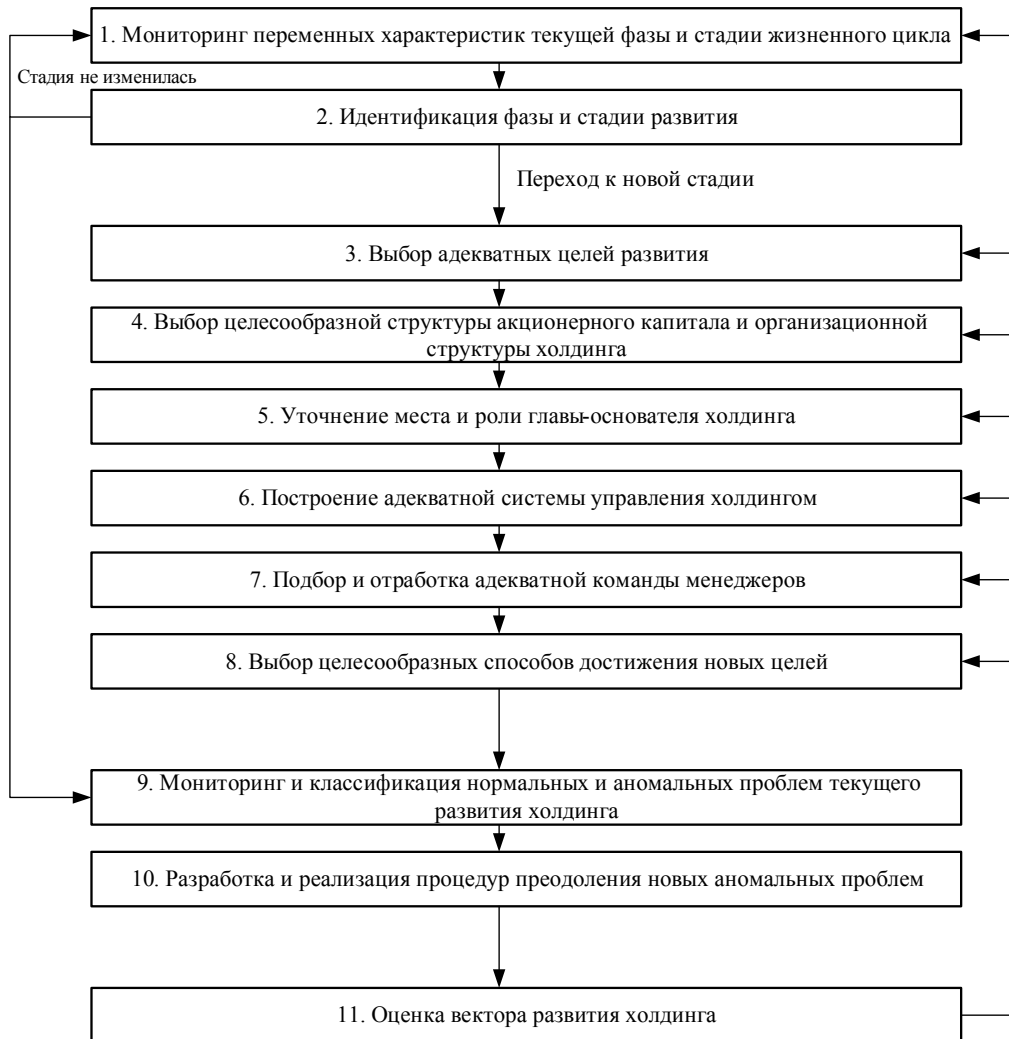 1. Мониторинг переменных характеристик текущей фазы и стадии жизненного цикла
Стадия не изменилась
2. Идентификация фазы и стадии развития
Переход к новой стадии
3. Выбор адекватных целей развития
4. Выбор целесообразной структуры акционерного капитала и организационной
структуры холдинга
5. Уточнение места и роли главы-основателя холдинга
6. Построение адекватной системы управления холдингом
7. Подбор и отработка адекватной команды менеджеров
8. Выбор целесообразных способов достижения новых целей
9. Мониторинг и классификация нормальных и аномальных проблем текущего
развития холдинга
10. Разработка и реализация процедур преодоления новых аномальных проблем
11. Оценка вектора развития холдинга